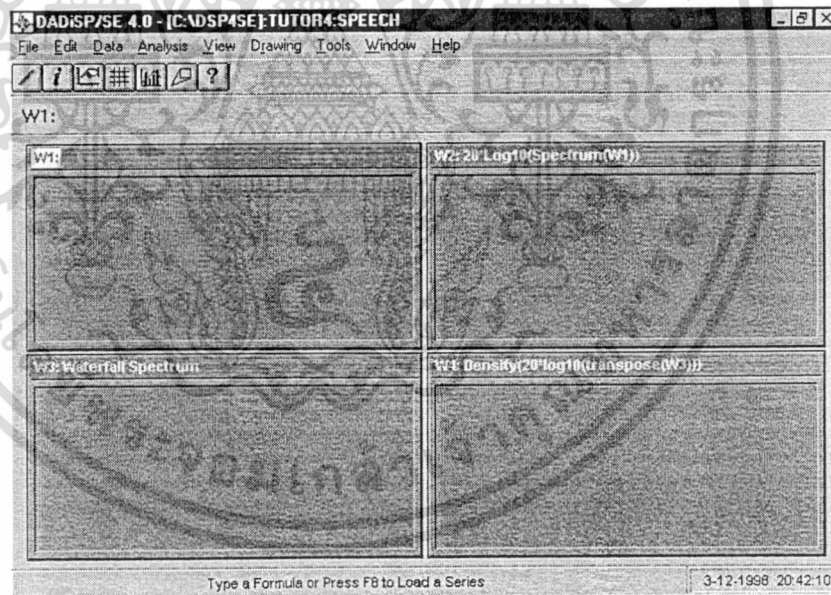 DADiSP/SE 4.0 - [C:\DSP4SE]:TUTOR4:SPEECH
File Edit Data Analysis View Drawing Tools Window Help
W1:
W1:
W2: 20*Log10(Spectrum(W1))
W3: Waterfall Spectrum
W4: Density(20*log10(transpose(W3)))
Type a Formula or Press F8 to Load a Series
3-12-1998 20:42:10